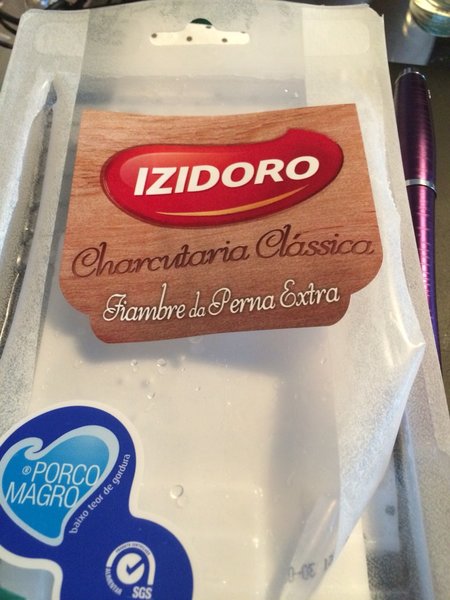 IZIDORO
Charcutaria Clássica
Fiambre da Perna Extra
® PORCO
MAGRO
baixo teor de gordura
SGS